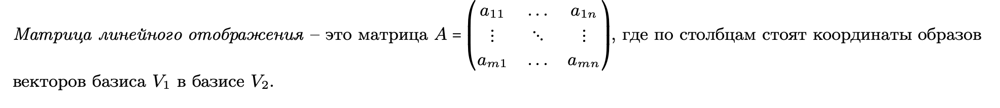 Матрица линейного отображения – это матрица $A = \begin{pmatrix} a_{11} & \dots & a_{1n} \\ \vdots & \ddots & \vdots \\ a_{m1} & \dots & a_{mn} \end{pmatrix}$, где по столбцам стоят координаты образов
векторов базиса $V_1$ в базисе $V_2$.